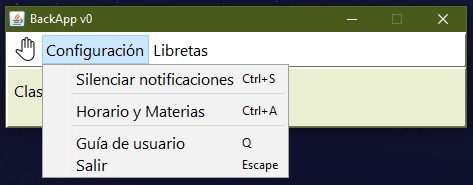 BackApp v0
Configuración Libretas
Silenciar notificaciones Ctrl+S
Horario y Materias Ctrl+A
Guía de usuario Q
Salir Escape
Clas